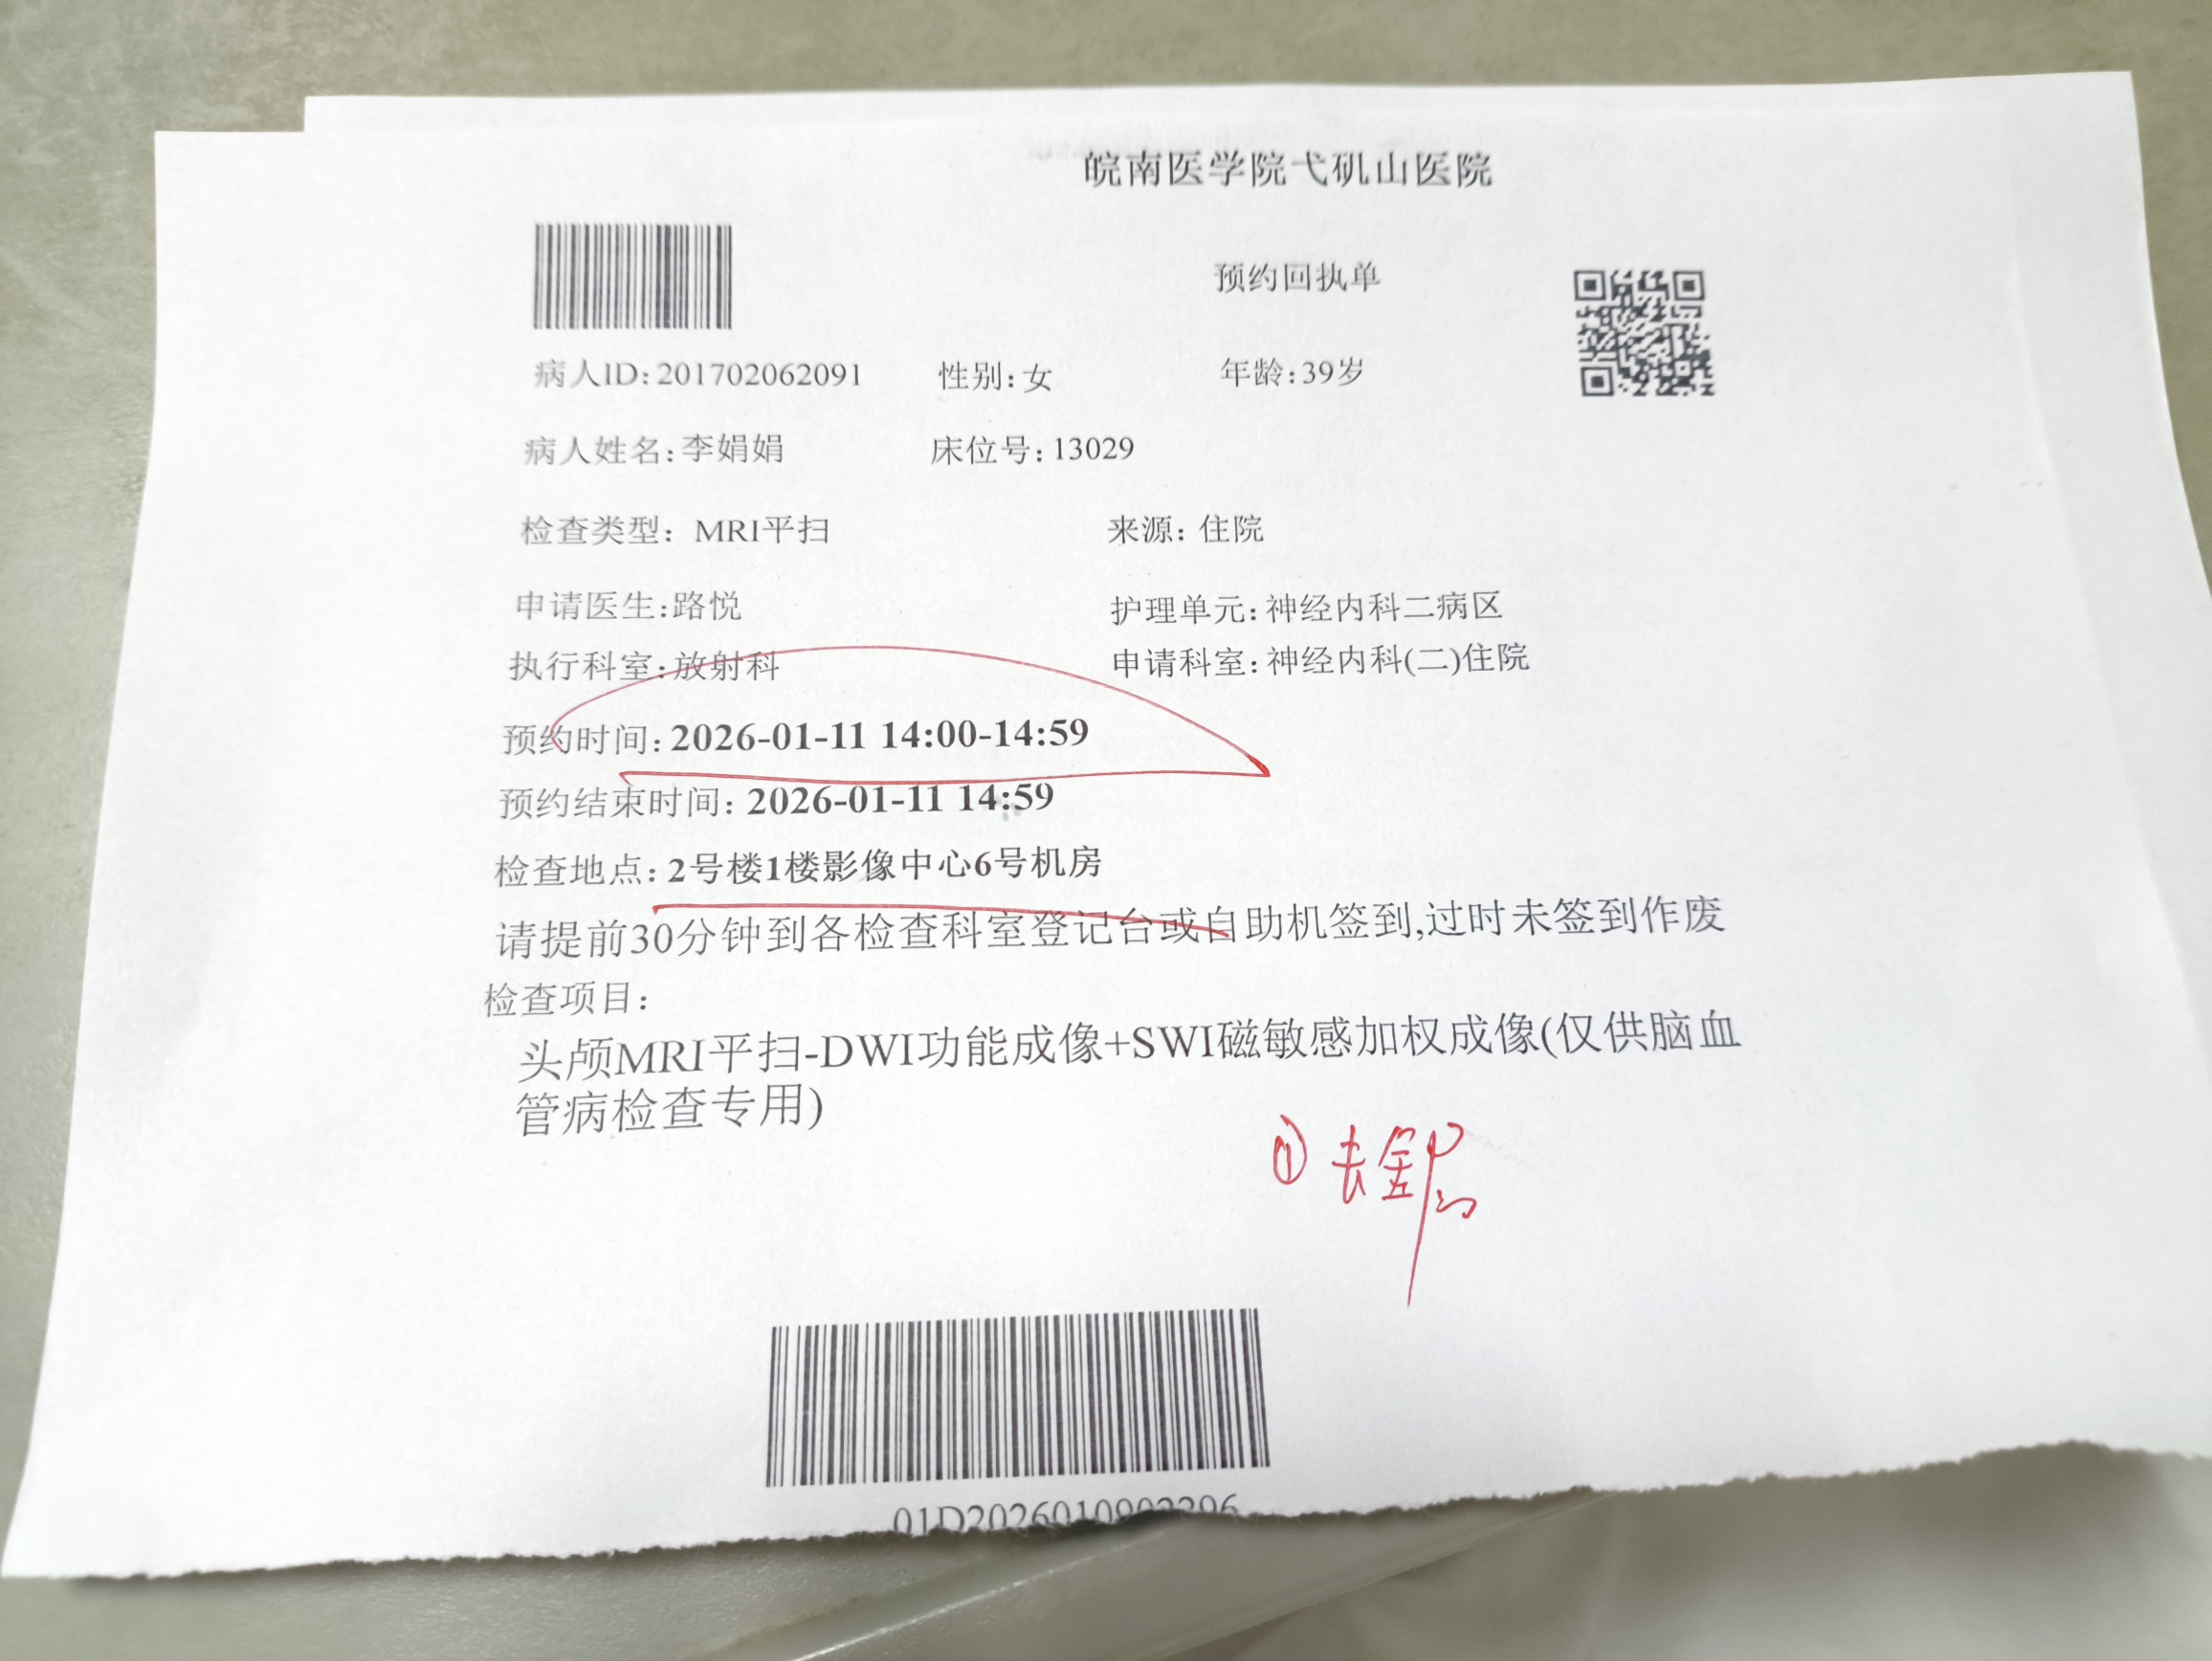 皖南医学院弋矶山医院
预约回执单
病人ID:201702062091 性别:女 年龄:39岁
病人姓名:李娟娟 床位号:13029
检查类型: MRI平扫 来源: 住院
申请医生:路悦 护理单元:神经内科二病区
执行科室:放射科 申请科室:神经内科(二)住院
预约时间:2026-01-11 14:00-14:59
预约结束时间: 2026-01-11 14:59
检查地点: 2号楼1楼影像中心6号机房
请提前30分钟到各检查科室登记台或自助机签到,过时未签到作废
检查项目:
头颅MRI平扫-DWI功能成像+SWI磁敏感加权成像(仅供脑血
管病检查专用)
① 去金属
01D2026010902296